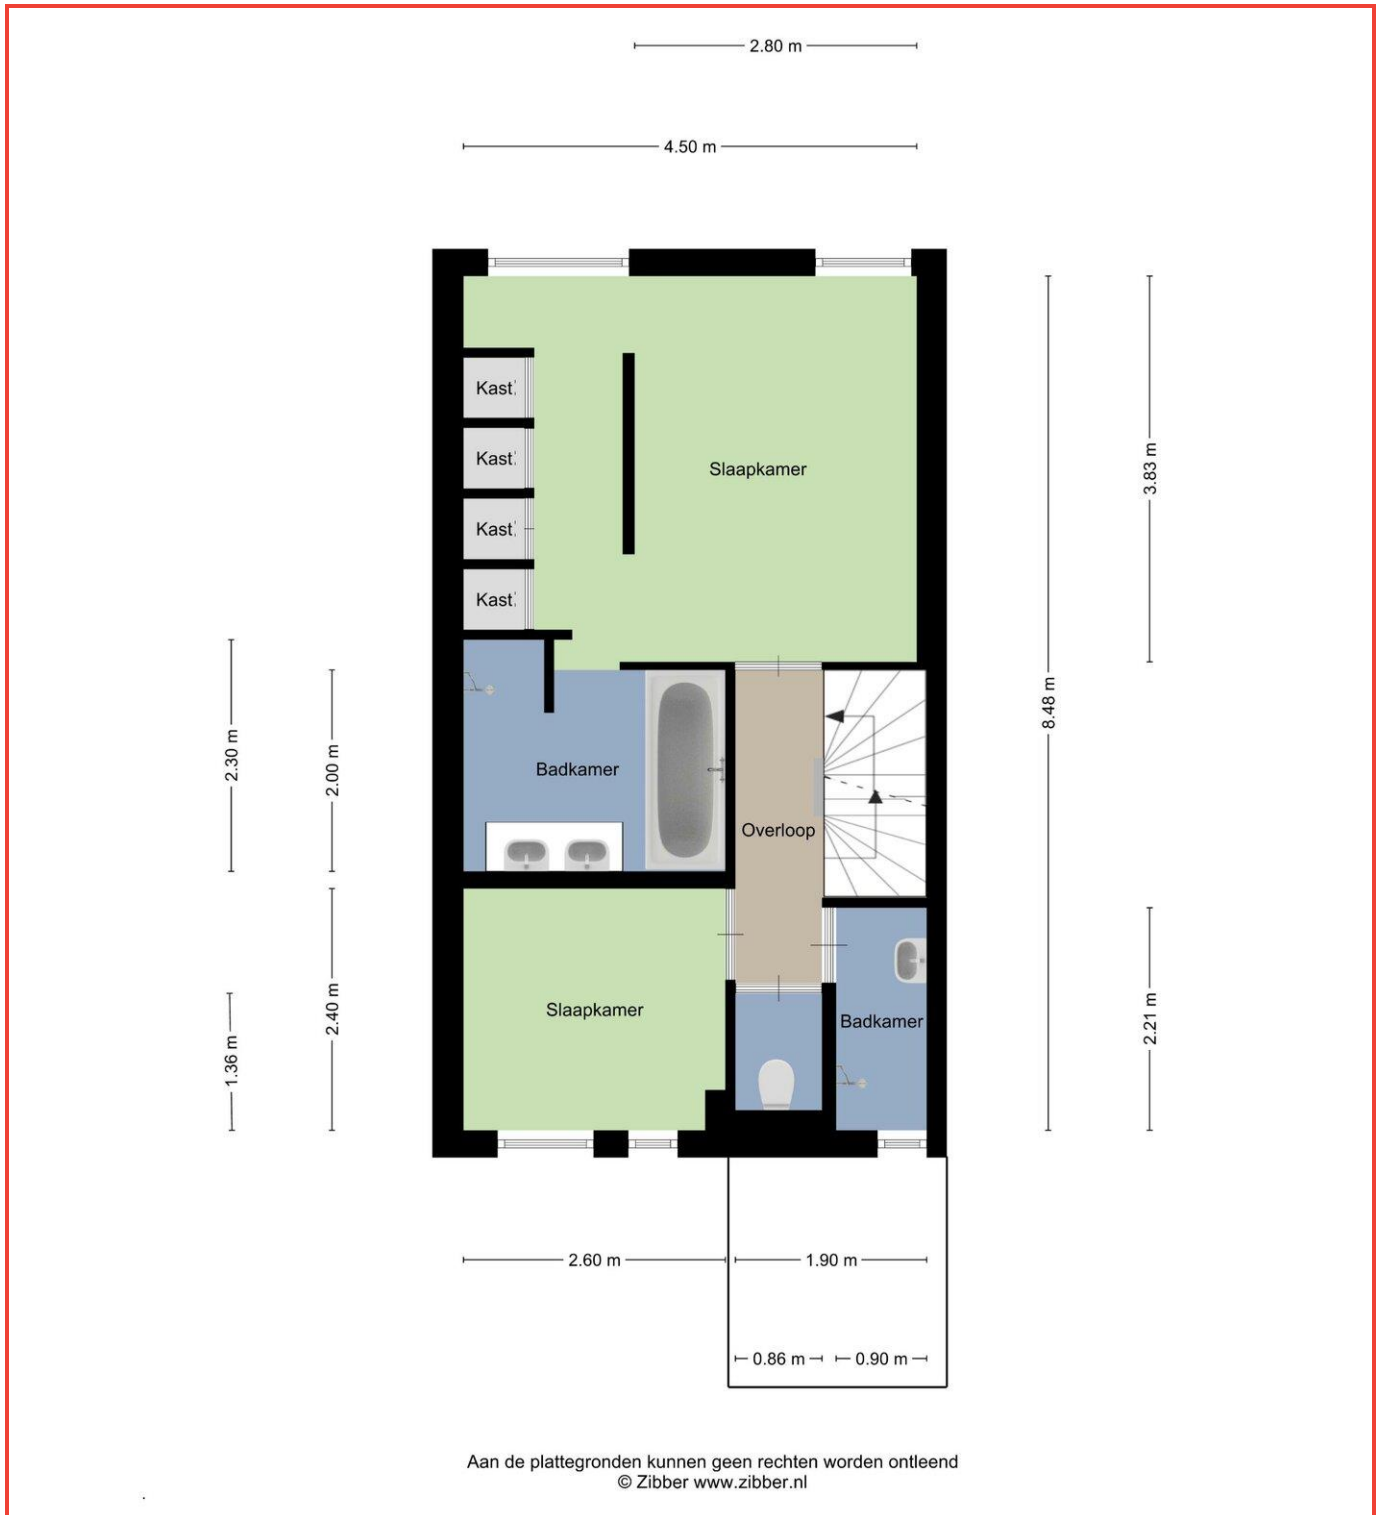 2.80 m
4.50 m
Kast
Kast
Kast
Kast
Slaapkamer
3.83 m
8.48 m
2.30 m
2.00 m
Badkamer
Overloop
2.40 m
1.36 m
Slaapkamer
Badkamer
2.21 m
2.60 m
1.90 m
0.86 m
0.90 m
Aan de plattegronden kunnen geen rechten worden ontleend
© Zibber www.zibber.nl